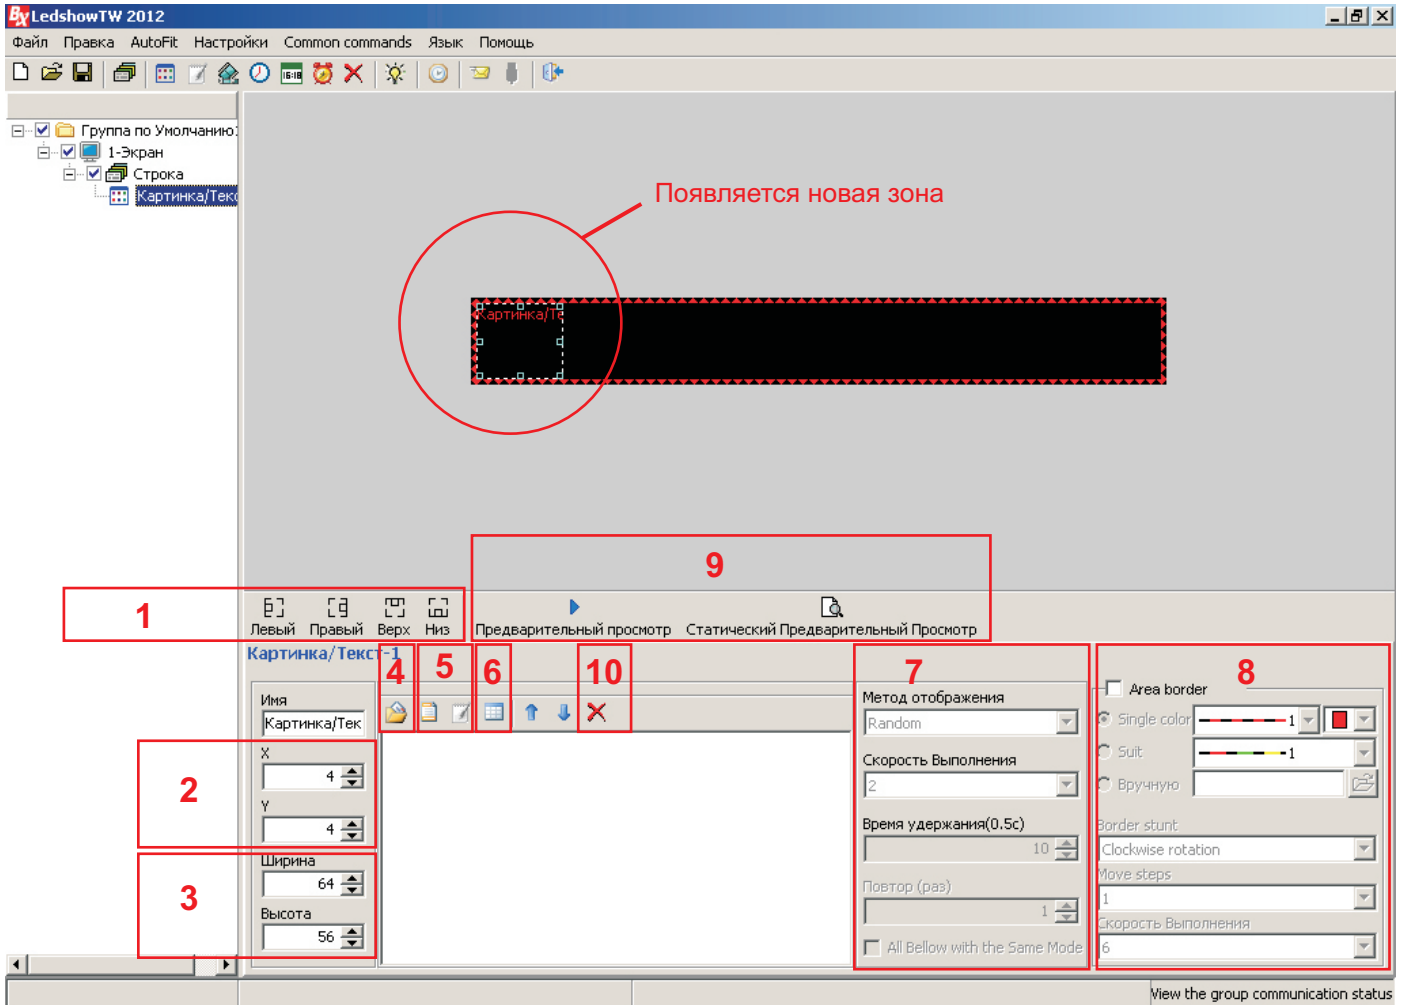 BX LedshowTW 2012
Файл Правка AutoFit Настройки Common commands Язык Помощь
16:18
Группа по Умолчанию
1-Экран
Строка
Картинка/Текс
Появляется новая зона
Картинка/Те
9
1
Левый Правый Верх Низ Предварительный просмотр Статический Предварительный Просмотр
Картинка/Текст-1
4 5 6 10 7 8
Имя
Картинка/Тек
X
4
2
Y
4
Ширина
64
3
Высота
56
Метод отображения
Random
Скорость Выполнения
2
Время удержания(0.5с)
10
Повтор (раз)
1
All Bellow with the Same Mode
Area border
Single color 1
Suit 1
Вручную
Border stunt
Clockwise rotation
Move steps
1
Скорость Выполнения
6
View the group communication status